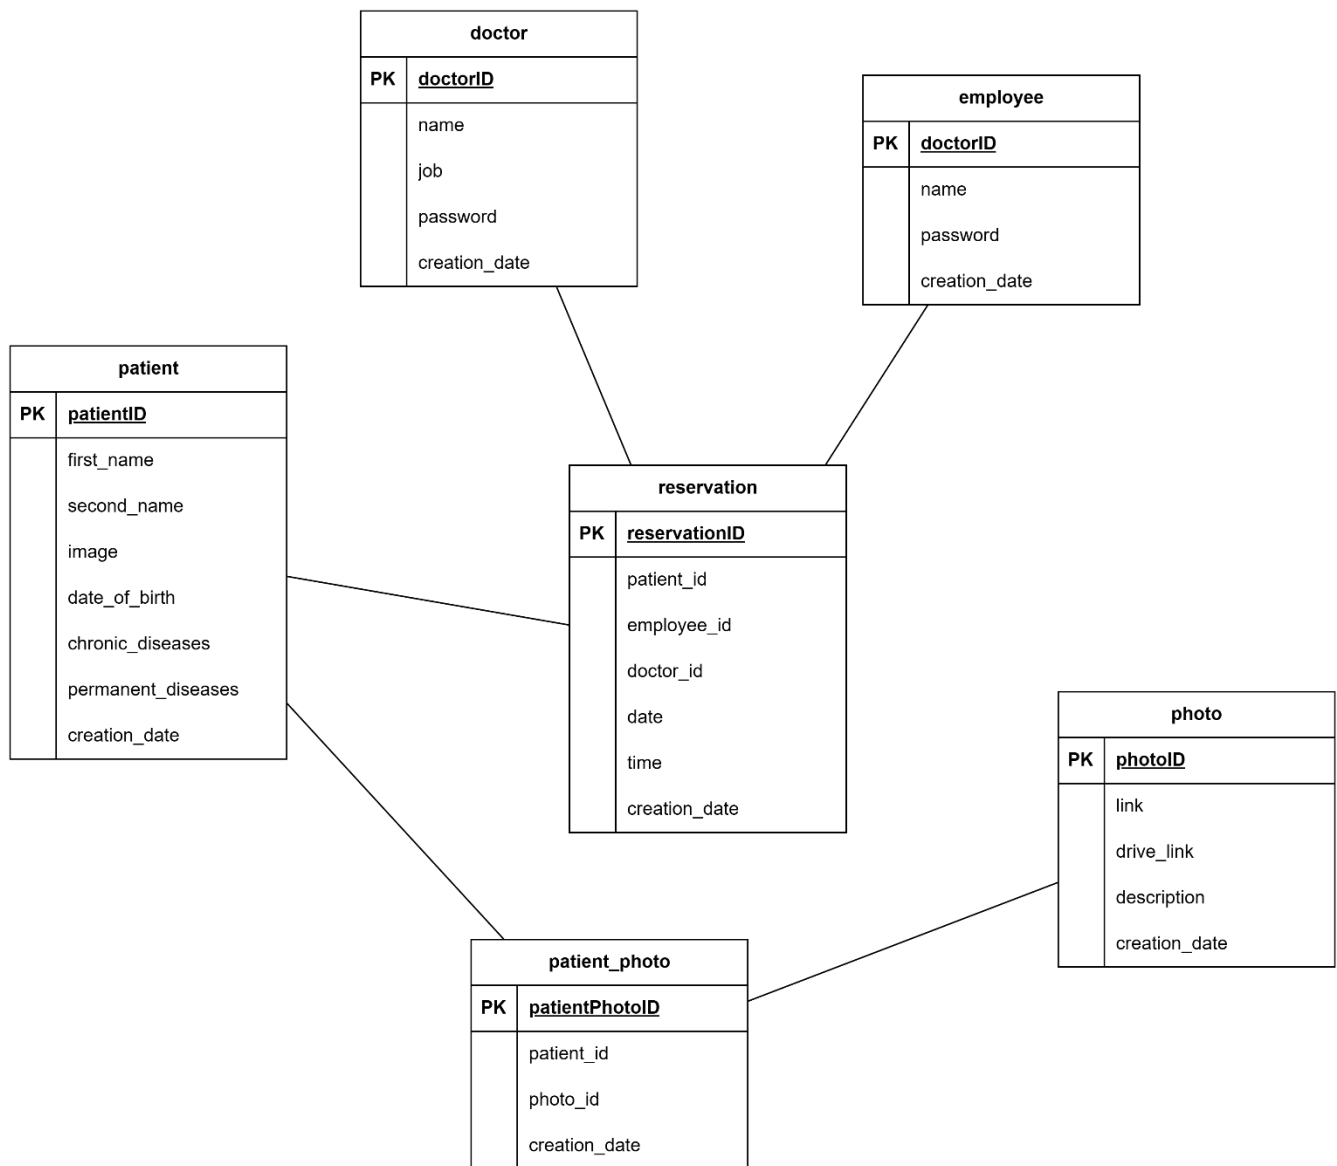 doctor
PK doctorID
name
job
password
creation_date
employee
PK doctorID
name
password
creation_date
patient
PK patientID
first_name
second_name
image
date_of_birth
chronic_diseases
permanent_diseases
creation_date
reservation
PK reservationID
patient_id
employee_id
doctor_id
date
time
creation_date
photo
PK photoID
link
drive_link
description
creation_date
patient_photo
PK patientPhotoID
patient_id
photo_id
creation_date